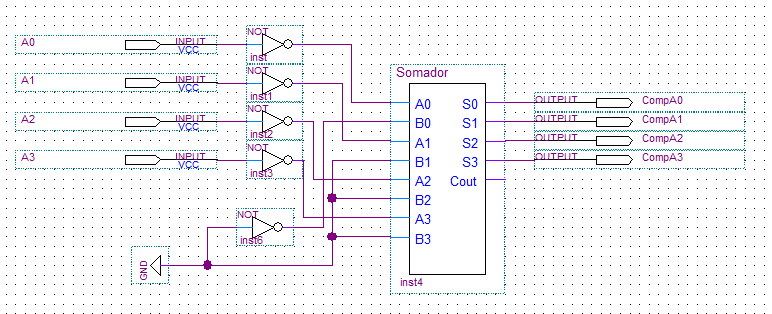 A0 INPUT VCC NOT inst
A1 INPUT VCC NOT inst1
A2 INPUT VCC NOT inst2
A3 INPUT VCC NOT inst3
NOT inst6
GND
Somador
A0 S0
B0 S1
A1 S2
B1 S3
A2 Cout
B2
A3
B3
inst4
OUTPUT CompA0
OUTPUT CompA1
OUTPUT CompA2
OUTPUT CompA3